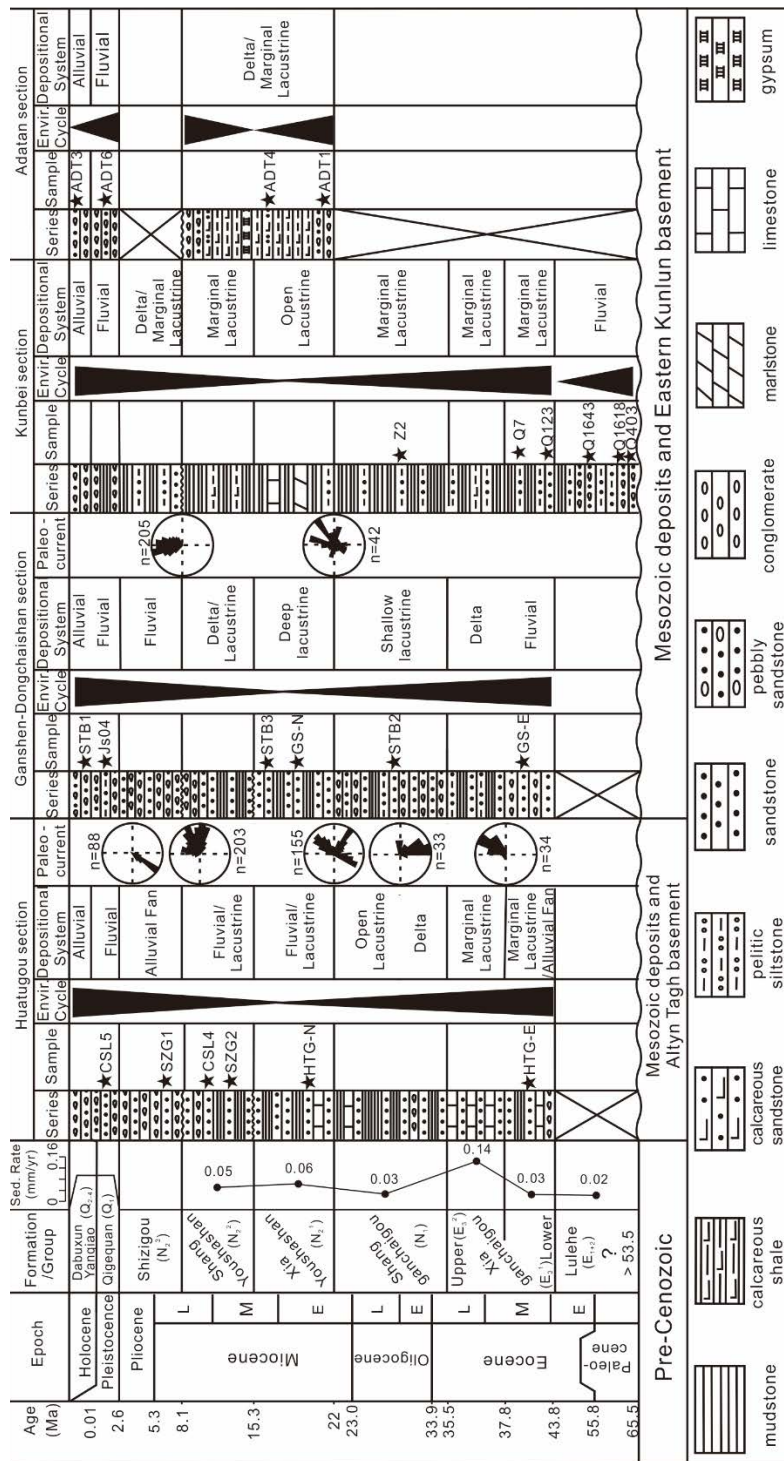 Age
(Ma)
0.01
2.6
5.3
8.1
15.3
22
23.0
33.9
35.5
37.8
43.8
55.8
65.5
Epoch
Holocene
Pleistocence
Pliocene
Miocene
L
M
E
Oligocene
L
E
Eocene
L
M
E
Paleo-
cene
Pre-Cenozoic
Formation
/Group
Dabuxun
Yanqiao (Q₂₋₄)
Qigequan (Q₁)
Shizigou (N₂³)
Shang
Youshashan
(N₂²)
Xia
Youshashan
(N₂¹)
Shang
ganchaigou
(N₁)
Upper(E₃²)
Xia
ganchaigou
(E₃¹)Lower
Lulehe (E₁₊₂)
?
> 53.5
Sed. Rate
(mm/yr)
0 0.16
0.05
0.06
0.03
0.14
0.03
0.02
Huatugou section
Series
Sample
CSL5
SZG1
CSL4
SZG2
HTG-N
HTG-E
Envir.
Cycle
Depositional
System
Alluvial
Fluvial
Alluvial Fan
Fluvial/
Lacustrine
Fluvial/
Lacustrine
Open
Lacustrine
Delta
Marginal
Lacustrine
Marginal
Lacustrine
/Alluvial Fan
Paleo-
current
n=88
n=203
n=155
n=33
n=34
Mesozoic deposits and
Altyn Tagh basement
Ganshen-Dongchaishan section
Series
Sample
STB1
Js04
STB3
GS-N
STB2
GS-E
Envir.
Cycle
Depositional
System
Alluvial
Fluvial
Fluvial
Delta/
Lacustrine
Deep
lacustrine
Shallow
lacustrine
Delta
Fluvial
Paleo-
current
n=205
n=42
Kunbei section
Series
Sample
Z2
Q7
Q123
Q1643
Q1618
Q403
Envir.
Cycle
Depositional
System
Alluvial
Fluvial
Delta/
Marginal
Lacustrine
Marginal
Lacustrine
Open
Lacustrine
Marginal
Lacustrine
Marginal
Lacustrine
Marginal
Lacustrine
Fluvial
Adatan section
Series
Sample
ADT3
ADT6
ADT4
ADT1
Envir.
Cycle
Depositional
System
Alluvial
Fluvial
Delta/
Marginal
Lacustrine
Mesozoic deposits and Eastern Kunlun basement
mudstone
calcareous
shale
calcareous
sandstone
pelitic
siltstone
sandstone
pebbly
sandstone
conglomerate
marlstone
limestone
gypsum